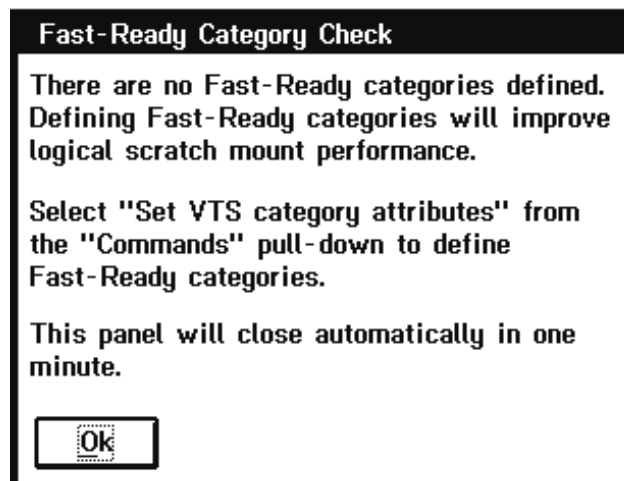 Fast-Ready Category Check
There are no Fast-Ready categories defined.
Defining Fast-Ready categories will improve
logical scratch mount performance.
Select "Set VTS category attributes" from
the "Commands" pull-down to define
Fast-Ready categories.
This panel will close automatically in one
minute.
Ok